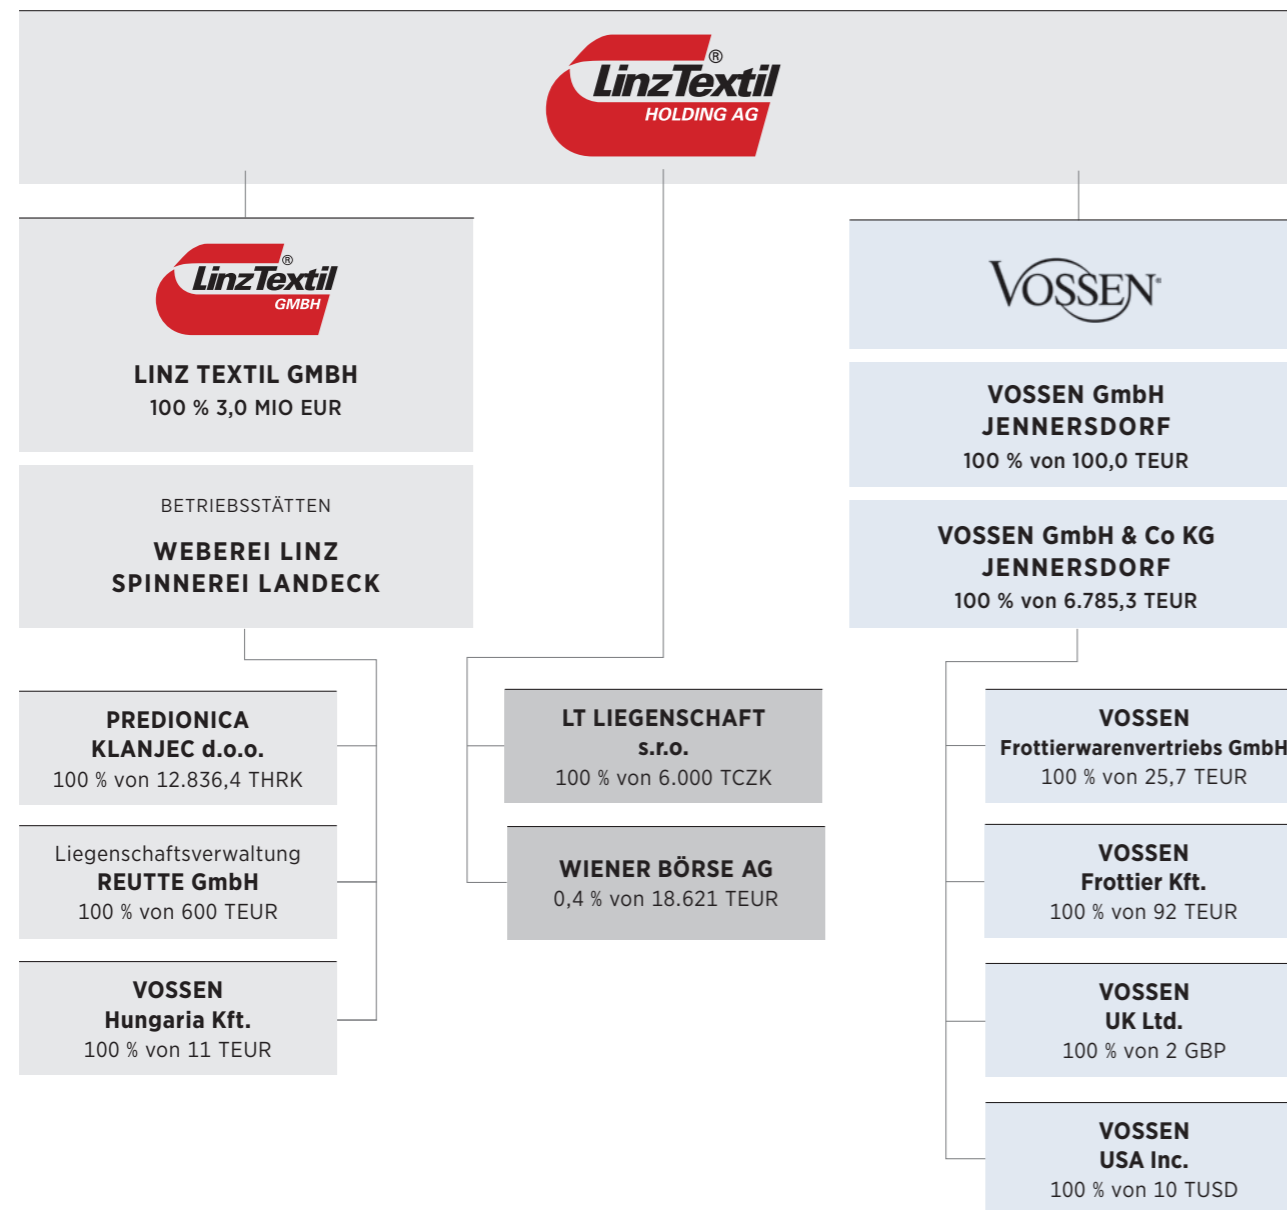 LinzTextil®
HOLDING AG
LinzTextil®
GMBH
LINZ TEXTIL GMBH
100 % 3,0 MIO EUR
BETRIEBSSTÄTTEN
WEBEREI LINZ
SPINNEREI LANDECK
PREDIONICA
KLANJEC d.o.o.
100 % von 12.836,4 THRK
Liegenschaftsverwaltung
REUTTE GmbH
100 % von 600 TEUR
VOSSEN
Hungaria Kft.
100 % von 11 TEUR
LT LIEGENSCHAFT
s.r.o.
100 % von 6.000 TCZK
WIENER BÖRSE AG
0,4 % von 18.621 TEUR
VOSSEN®
VOSSEN GmbH
JENNERSDORF
100 % von 100,0 TEUR
VOSSEN GmbH & Co KG
JENNERSDORF
100 % von 6.785,3 TEUR
VOSSEN
Frottierwarenvertriebs GmbH
100 % von 25,7 TEUR
VOSSEN
Frottier Kft.
100 % von 92 TEUR
VOSSEN
UK Ltd.
100 % von 2 GBP
VOSSEN
USA Inc.
100 % von 10 TUSD